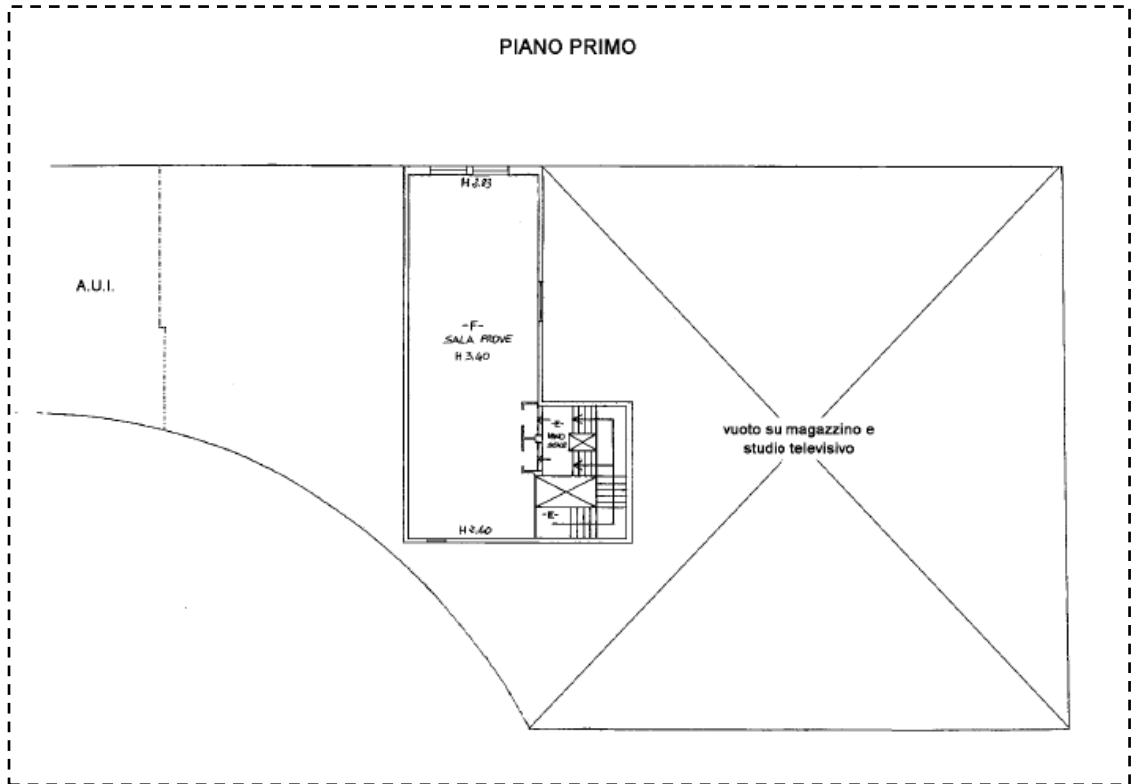 PIANO PRIMO
H 2.83
A.U.I.
-F-
SALA PROVE
H 3.40
-E-
vuoto su magazzino e
studio televisivo
-E-
H 2.60